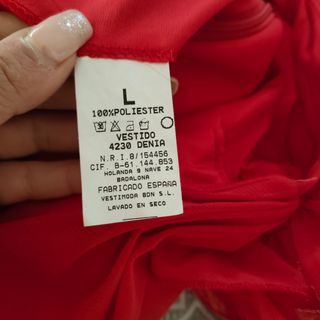 L
100%POLIESTER
VESTIDO
4230 DENIA
N.R.I.8/154456
CIF. B-61.144.853
HOLANDA 9 NAVE 24
BADALONA
FABRICADO ESPAÑA
VESTIMODA BDN S.L.
LAVADO EN SECO